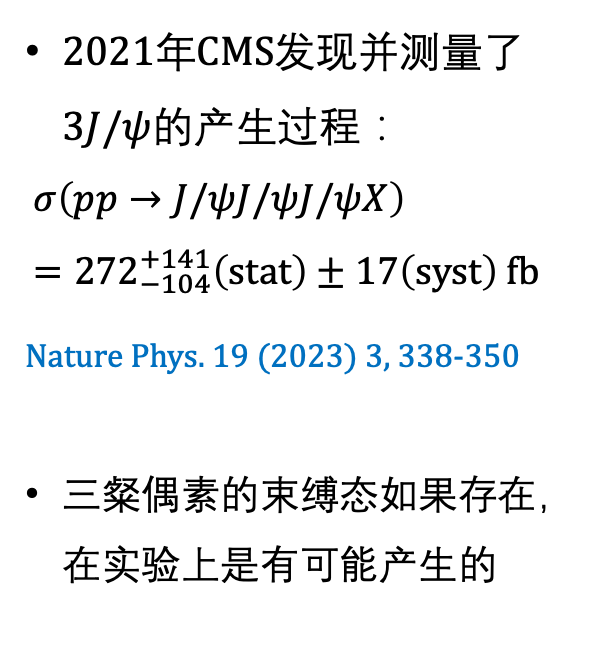 • 2021年CMS发现并测量了
3J/ψ的产生过程：
σ(pp → J/ψJ/ψJ/ψX)
= 272+141−104(stat) ± 17(syst) fb
Nature Phys. 19 (2023) 3, 338-350
• 三粲偶素的束缚态如果存在,
在实验上是有可能产生的